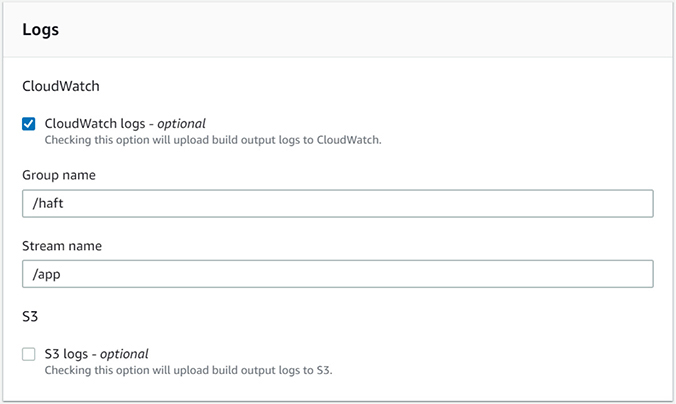 Logs
CloudWatch
CloudWatch logs - optional
Checking this option will upload build output logs to CloudWatch.
Group name
/haft
Stream name
/app
S3
S3 logs - optional
Checking this option will upload build output logs to S3.